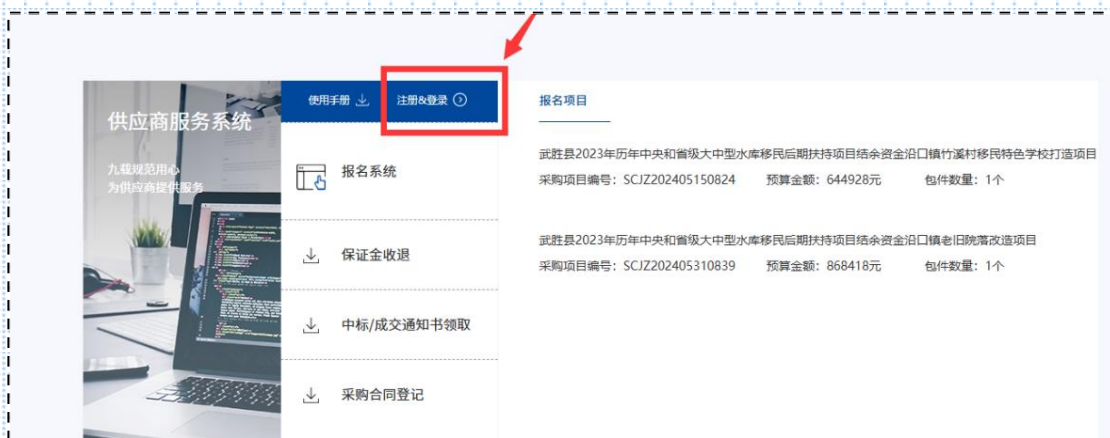 供应商服务系统
九载规范用心
为供应商提供服务
使用手册
注册&登录
报名系统
保证金收退
中标/成交通知书领取
采购合同登记
报名项目
武胜县2023年历年中央和省级大中型水库移民后期扶持项目结余资金沿口镇竹溪村移民特色学校打造项目
采购项目编号：SCJZ202405150824 预算金额：644928元 包件数量：1个
武胜县2023年历年中央和省级大中型水库移民后期扶持项目结余资金沿口镇老旧院落改造项目
采购项目编号：SCJZ202405310839 预算金额：868418元 包件数量：1个